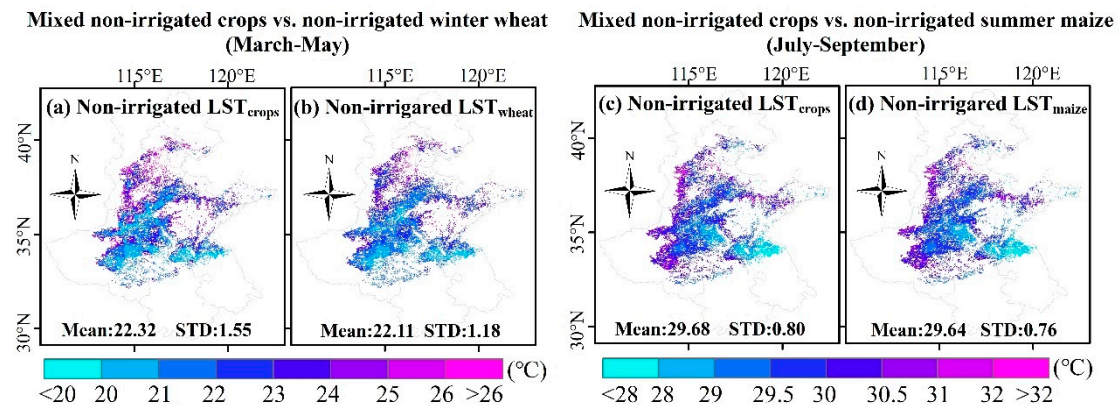 Mixed non-irrigated crops vs. non-irrigated winter wheat
(March-May)
Mixed non-irrigated crops vs. non-irrigated summer maize
(July-September)
115°E 120°E 115°E 120°E
115°E 120°E 115°E 120°E
(a) Non-irrigated LSTcrops
(b) Non-irrigared LSTwheat
(c) Non-irrigated LSTcrops
(d) Non-irrigared LSTmaize
40°N
35°N
30°N
N
N
40°N
35°N
30°N
N
N
Mean:22.32 STD:1.55
Mean:22.11 STD:1.18
Mean:29.68 STD:0.80
Mean:29.64 STD:0.76
(℃)
<20 20 21 22 23 24 25 26 >26
(℃)
<28 28 29 29.5 30 30.5 31 32 >32